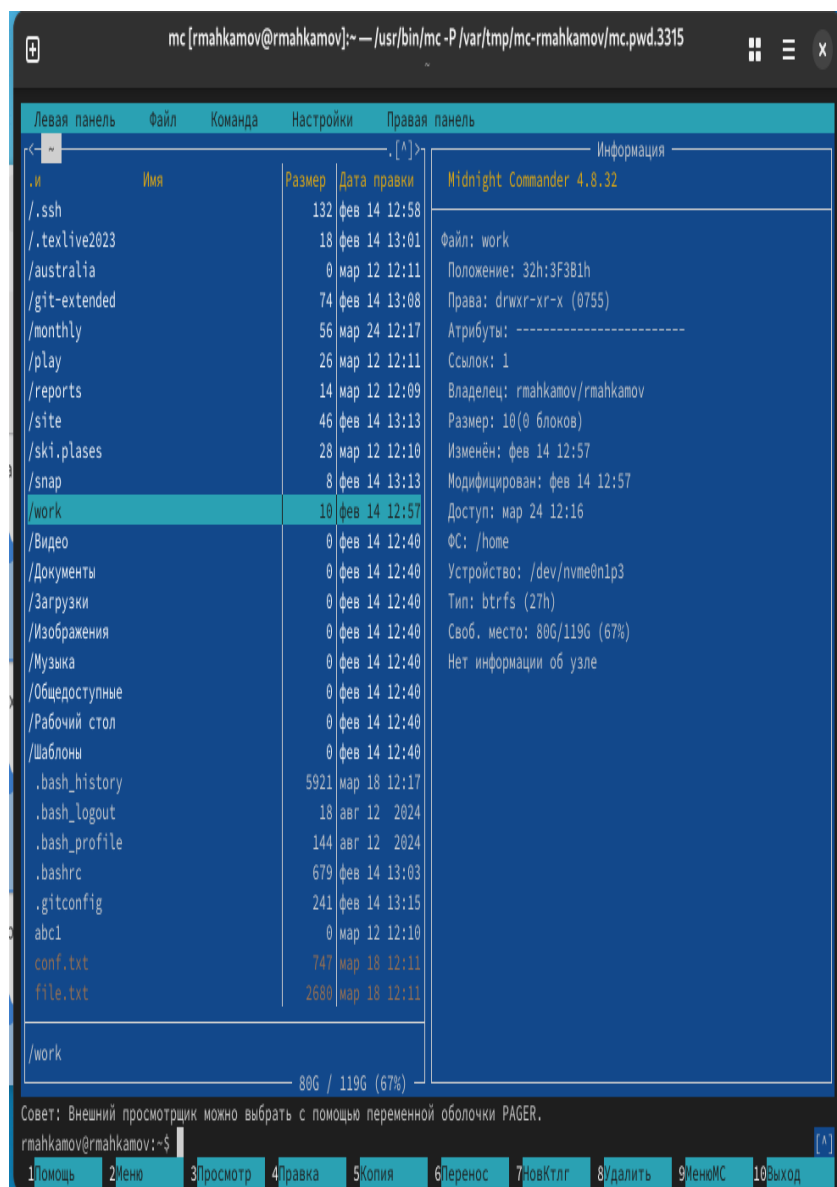 mc [rmahkamov@rmahkamov]:~ — /usr/bin/mc -P /var/tmp/mc-rmahkamov/mc.pwd.3315
~
Левая панель Файл Команда Настройки Правая панель
<- ~ .[^]>
.и Имя Размер Дата правки
/.ssh 132 фев 14 12:58
/.texlive2023 18 фев 14 13:01
/australia 0 мар 12 12:11
/git-extended 74 фев 14 13:08
/monthly 56 мар 24 12:17
/play 26 мар 12 12:11
/reports 14 мар 12 12:09
/site 46 фев 14 13:13
/ski.plases 28 мар 12 12:10
/snap 8 фев 14 13:13
/work 10 фев 14 12:57
/Видео 0 фев 14 12:40
/Документы 0 фев 14 12:40
/Загрузки 0 фев 14 12:40
/Изображения 0 фев 14 12:40
/Музыка 0 фев 14 12:40
/Общедоступные 0 фев 14 12:40
/Рабочий стол 0 фев 14 12:40
/Шаблоны 0 фев 14 12:40
.bash_history 5921 мар 18 12:17
.bash_logout 18 авг 12 2024
.bash_profile 144 авг 12 2024
.bashrc 679 фев 14 13:03
.gitconfig 241 фев 14 13:15
abc1 0 мар 12 12:10
conf.txt 747 мар 18 12:11
file.txt 2680 мар 18 12:11
/work
80G / 119G (67%)
Информация
Midnight Commander 4.8.32
Файл: work
Положение: 32h:3F3B1h
Права: drwxr-xr-x (0755)
Атрибуты: -------------------------
Ссылок: 1
Владелец: rmahkamov/rmahkamov
Размер: 10(0 блоков)
Изменён: фев 14 12:57
Модифицирован: фев 14 12:57
Доступ: мар 24 12:16
ФС: /home
Устройство: /dev/nvme0n1p3
Тип: btrfs (27h)
Своб. место: 80G/119G (67%)
Нет информации об узле
Совет: Внешний просмотрщик можно выбрать с помощью переменной оболочки PAGER.
rmahkamov@rmahkamov:~$ [^]
1Помощь 2Меню 3Просмотр 4Правка 5Копия 6Перенос 7НовКтлг 8Удалить 9МенюMC 10Выход